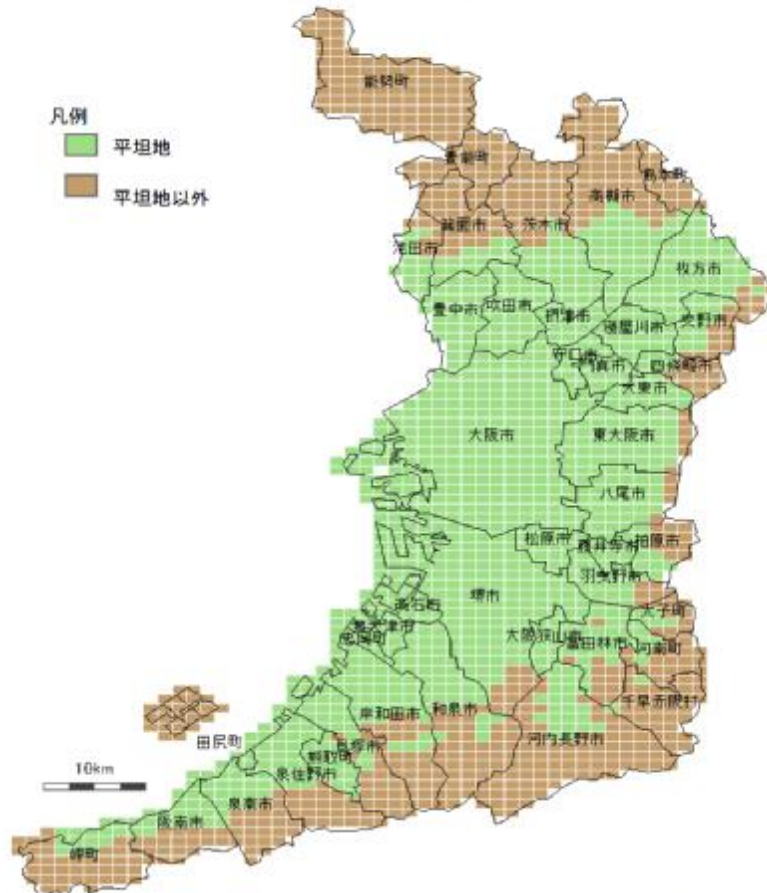 凡例
平坦地
平坦地以外
能勢町
豊能町
島本町
高槻市
箕面市
茨木市
池田市
枚方市
豊中市
吹田市
摂津市
寝屋川市
交野市
守口市
門真市
四條畷市
大東市
大阪市
東大阪市
八尾市
松原市
藤井寺市
柏原市
羽曳野市
堺市
高石市
泉大津市
忠岡町
太子町
大阪狭山市
富田林市
河南町
千早赤阪村
岸和田市
和泉市
河内長野市
貝塚市
熊取町
田尻町
泉佐野市
10km
泉南市
阪南市
岬町